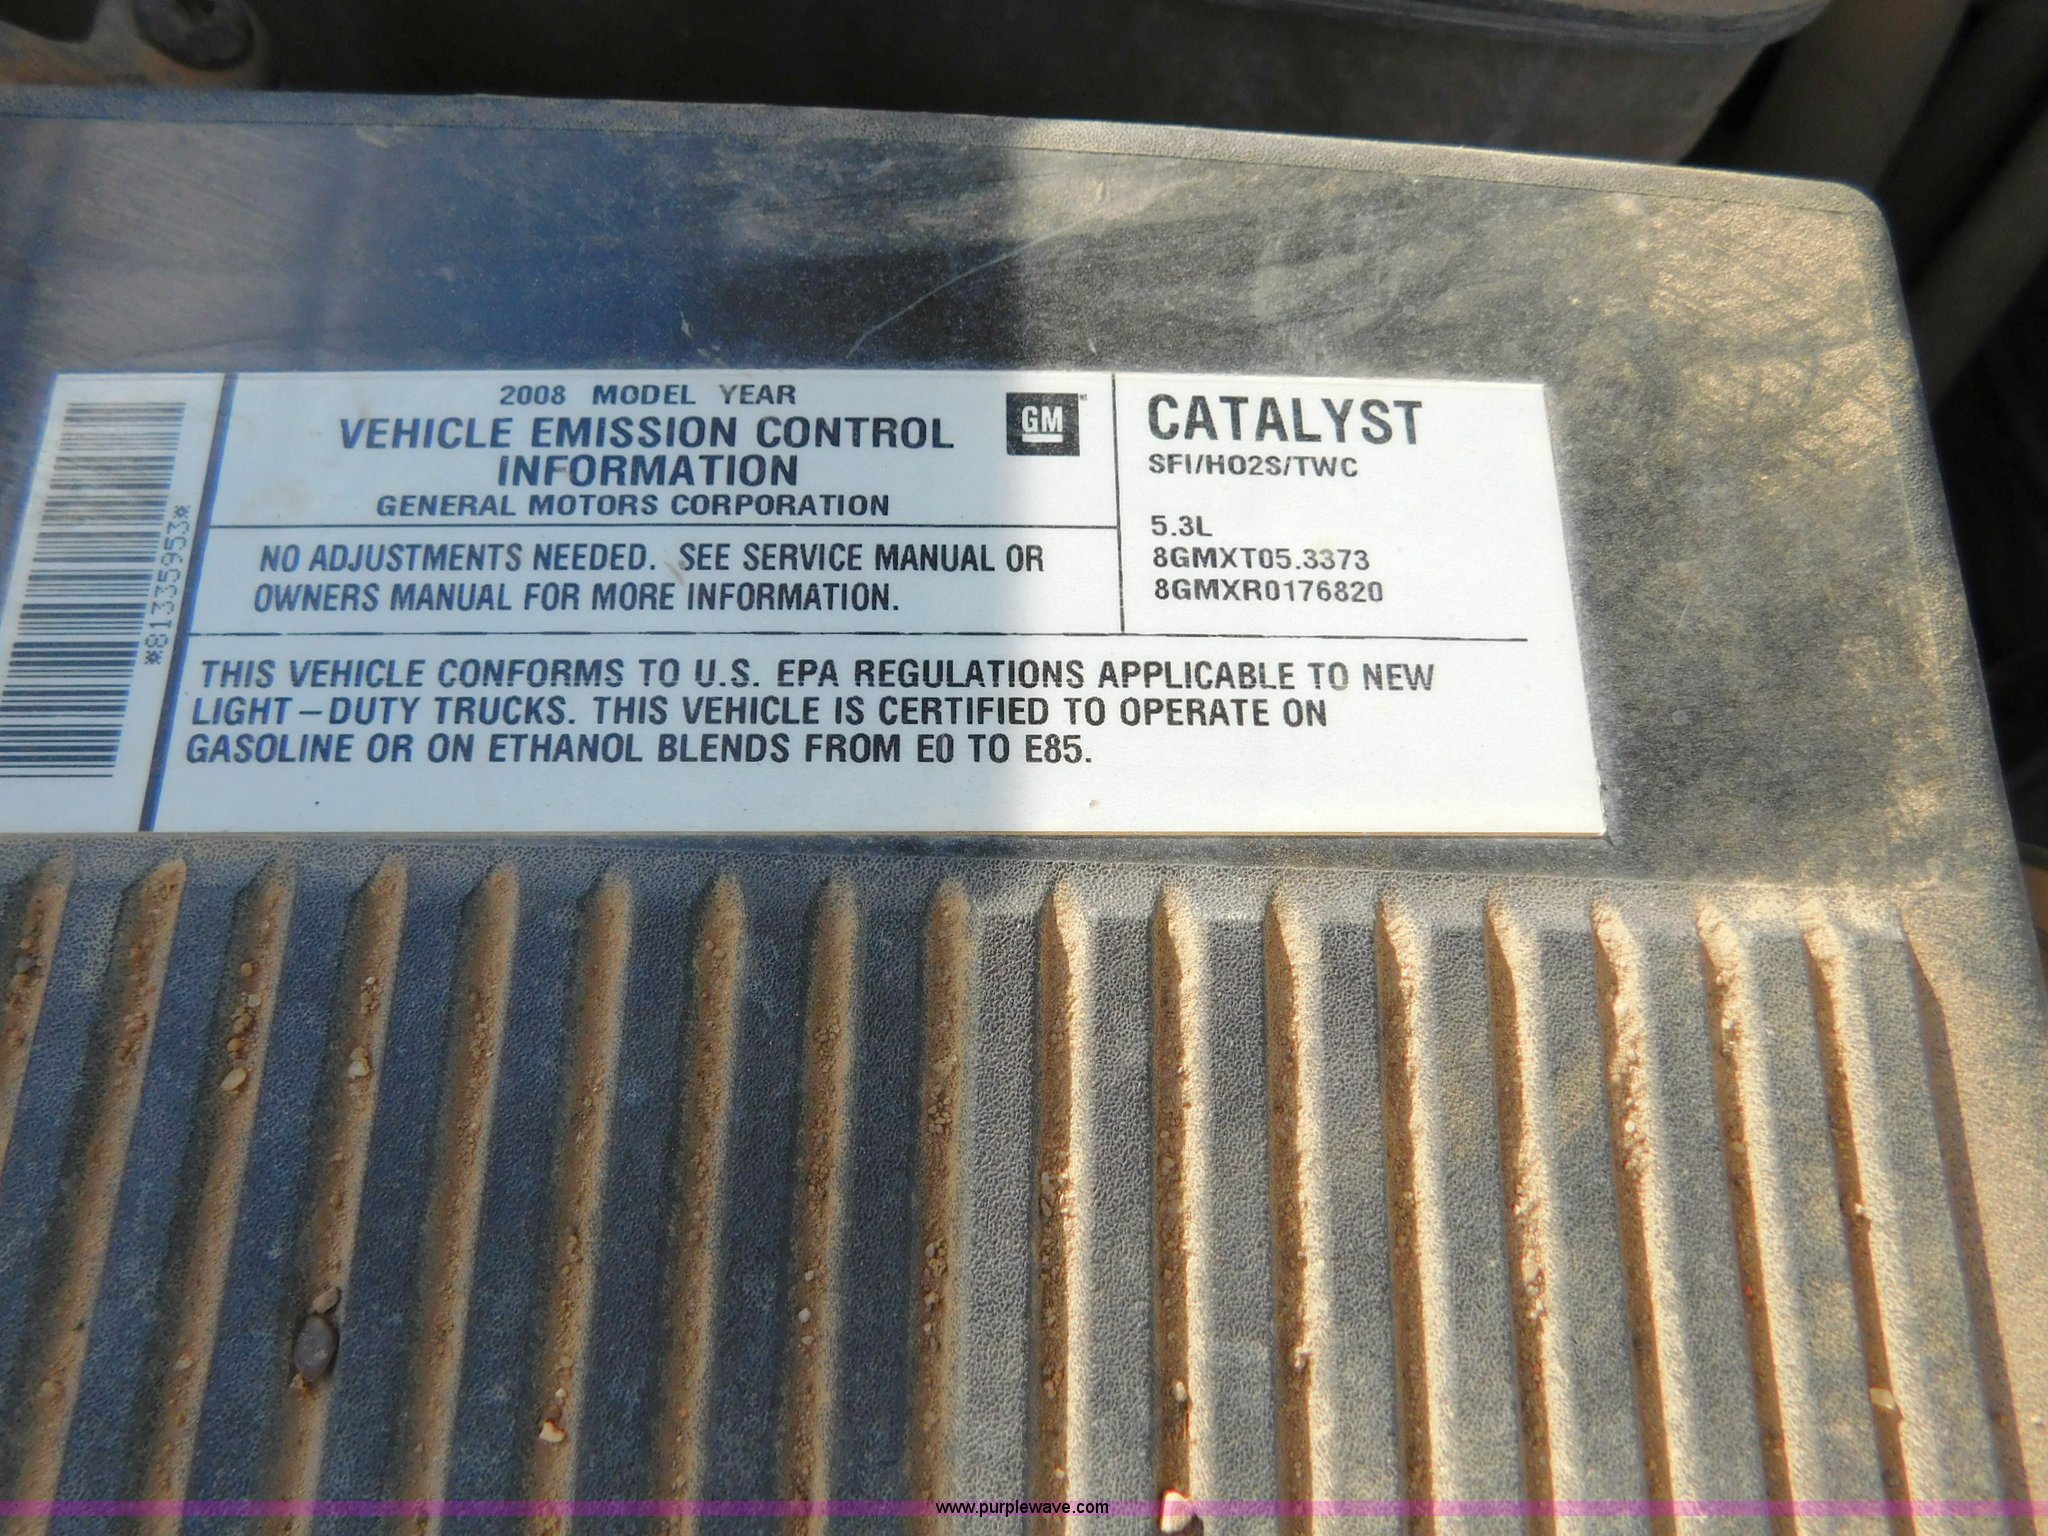 2008 MODEL YEAR
VEHICLE EMISSION CONTROL
INFORMATION
GENERAL MOTORS CORPORATION
GM
NO ADJUSTMENTS NEEDED. SEE SERVICE MANUAL OR
OWNERS MANUAL FOR MORE INFORMATION.
CATALYST
SFI/HO2S/TWC
5.3L
8GMXT05.3373
8GMXR0176820
THIS VEHICLE CONFORMS TO U.S. EPA REGULATIONS APPLICABLE TO NEW
LIGHT-DUTY TRUCKS. THIS VEHICLE IS CERTIFIED TO OPERATE ON
GASOLINE OR ON ETHANOL BLENDS FROM E0 TO E85.
*81335953*
www.purplewave.com